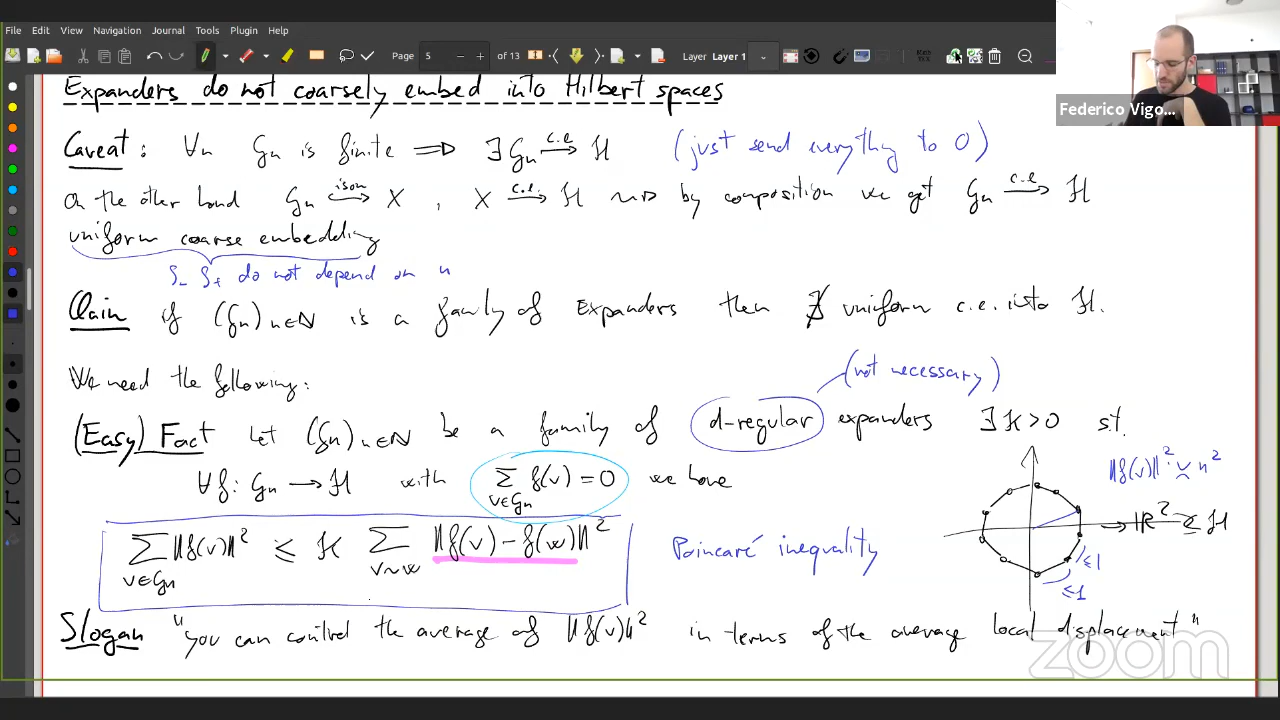 File Edit View Navigation Journal Tools Plugin Help
Page 5 of 13 Layer Layer 1
Federico Vigo...
Expanders do not coarsely embed into Hilbert spaces
Caveat: ∀n Gn is finite ⟹ ∃ Gn —c.e.→ H (just send everything to 0)
On the other hand Gn —isom→ X , X —c.e.→ H ⇝ by composition we get Gn —c.e→ H
uniform coarse embedding
ρ₋ ρ₊ do not depend on n
Claim if (Gn)n∈ℕ is a family of expanders then ∄ uniform c.e. into H.
We need the following:
(not necessary)
(Easy) Fact Let (Gn)n∈ℕ be a family of d-regular expanders ∃ K>0 s.t.
∀ f: Gn → H with Σ_{v∈Gn} f(v) = 0 we have
‖f(v)‖² ≍ n²
→ ℝ² ⊆ H
Σ_{v∈Gn} ‖f(v)‖² ≤ K Σ_{v~w} ‖f(v) - f(w)‖² Poincaré inequality
≤1
≤1
Slogan "you can control the average of ‖f(v)‖² in terms of the average local displacement"
zoom